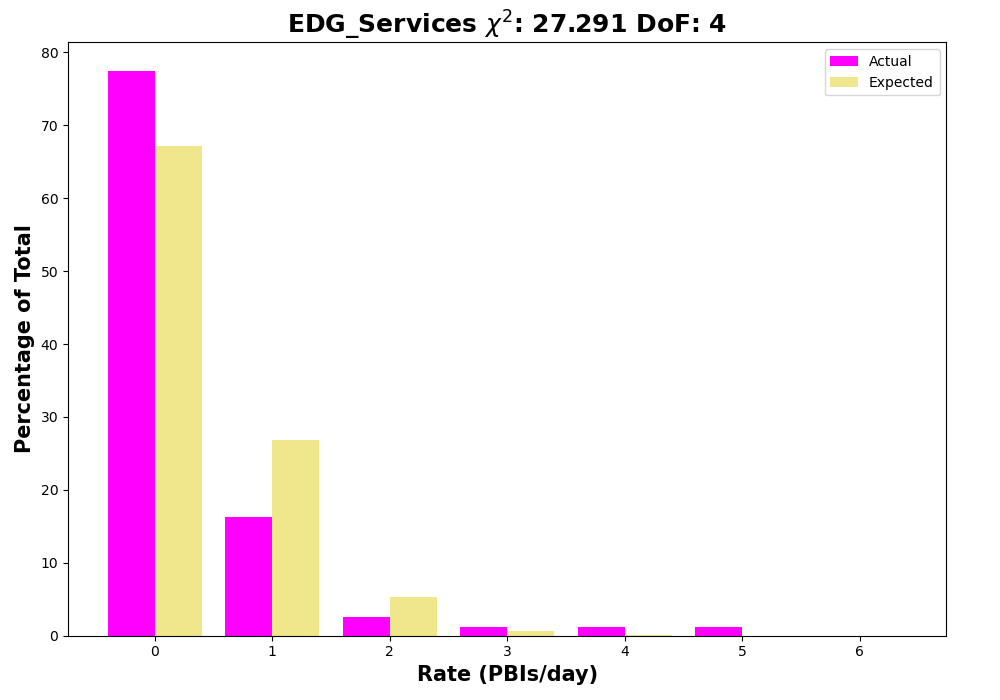 EDG_Services χ²: 27.291 DoF: 4
Actual
Expected
80
70
60
50
40
30
20
10
0
Percentage of Total
0 1 2 3 4 5 6
Rate (PBIs/day)